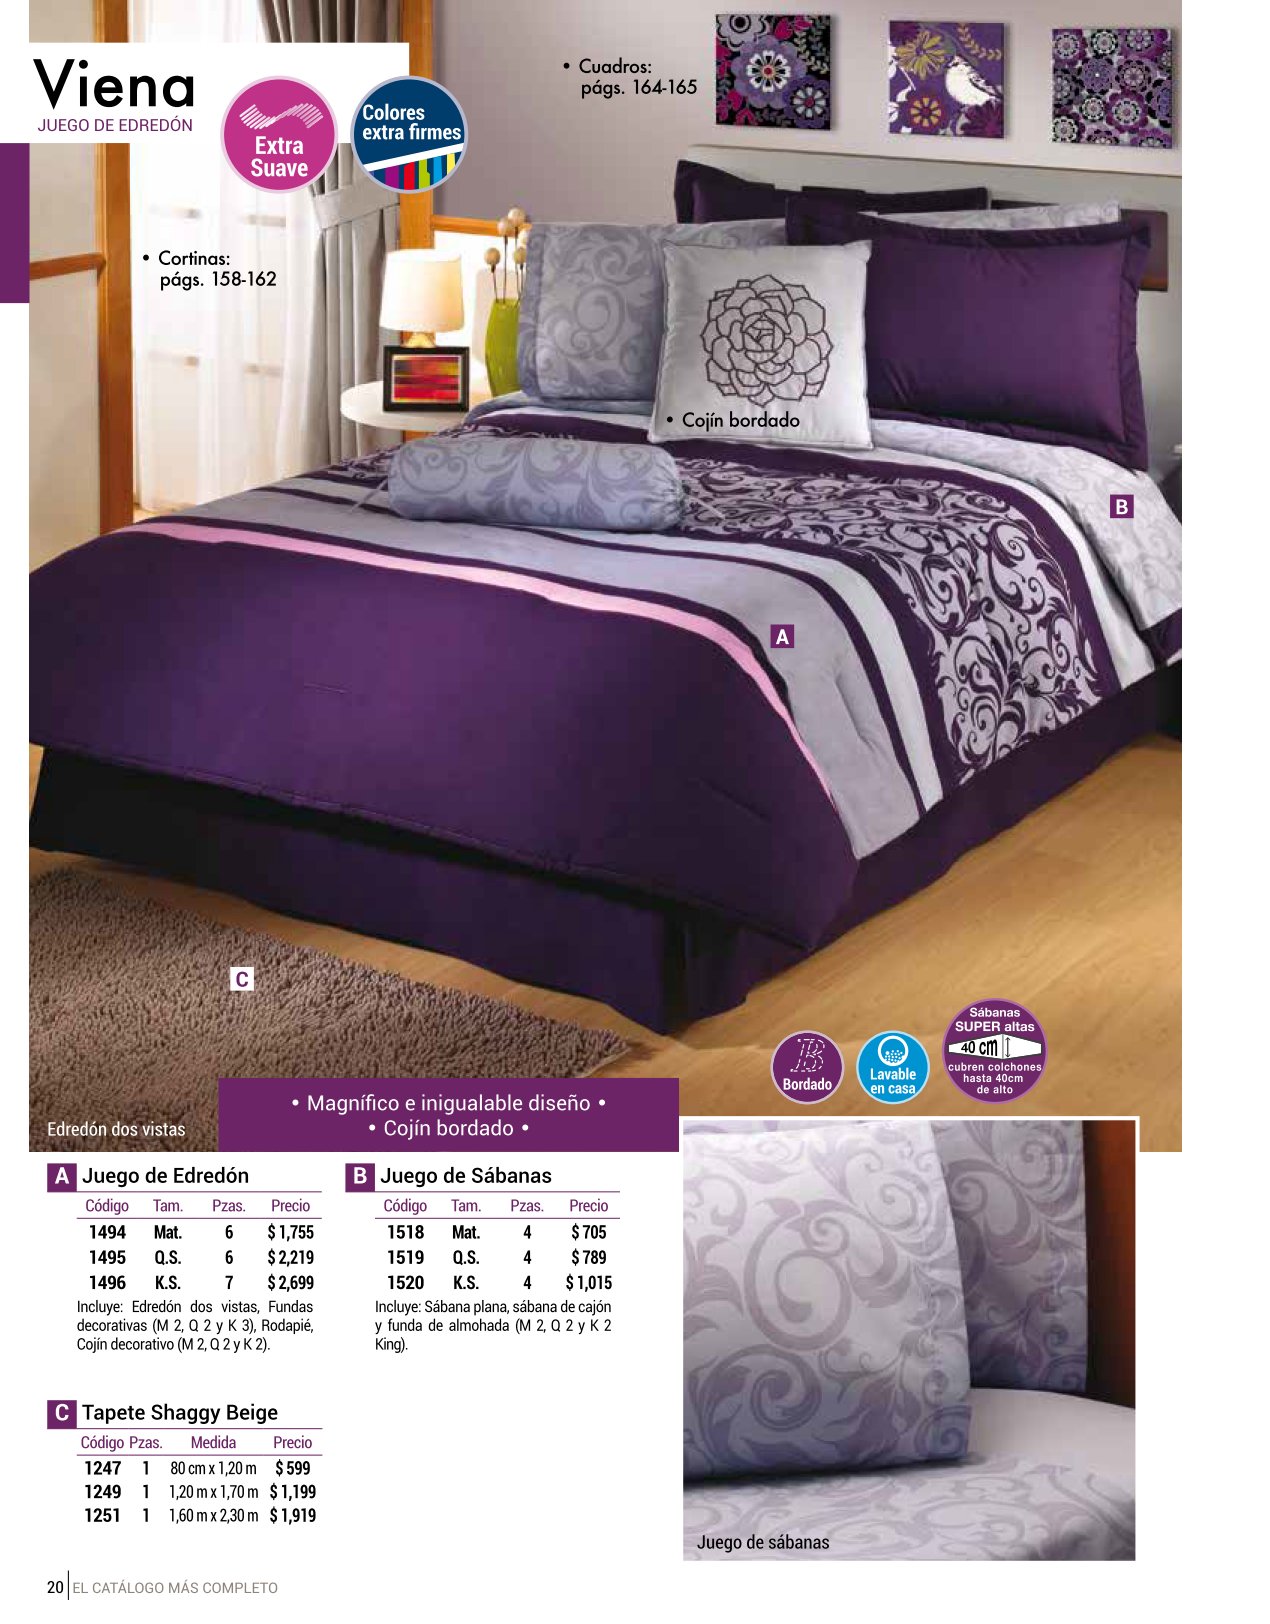 Viena
JUEGO DE EDREDÓN
Extra
Suave
Colores
extra firmes
• Cuadros:
págs. 164-165
• Cortinas:
págs. 158-162
• Cojín bordado
B
A
C
Bordado
Lavable
en casa
Sábanas
SUPER altas
40 cm
cubren colchones
hasta 40cm
de alto
Edredón dos vistas
• Magnífico e inigualable diseño •
• Cojín bordado •
A Juego de Edredón
Código Tam. Pzas. Precio
1494 Mat. 6 $ 1,755
1495 Q.S. 6 $ 2,219
1496 K.S. 7 $ 2,699
Incluye: Edredón dos vistas, Fundas
decorativas (M 2, Q 2 y K 3), Rodapié,
Cojín decorativo (M 2, Q 2 y K 2).
B Juego de Sábanas
Código Tam. Pzas. Precio
1518 Mat. 4 $ 705
1519 Q.S. 4 $ 789
1520 K.S. 4 $ 1,015
Incluye: Sábana plana, sábana de cajón
y funda de almohada (M 2, Q 2 y K 2
King).
C Tapete Shaggy Beige
Código Pzas. Medida Precio
1247 1 80 cm x 1,20 m $ 599
1249 1 1,20 m x 1,70 m $ 1,199
1251 1 1,60 m x 2,30 m $ 1,919
Juego de sábanas
20 EL CATÁLOGO MÁS COMPLETO